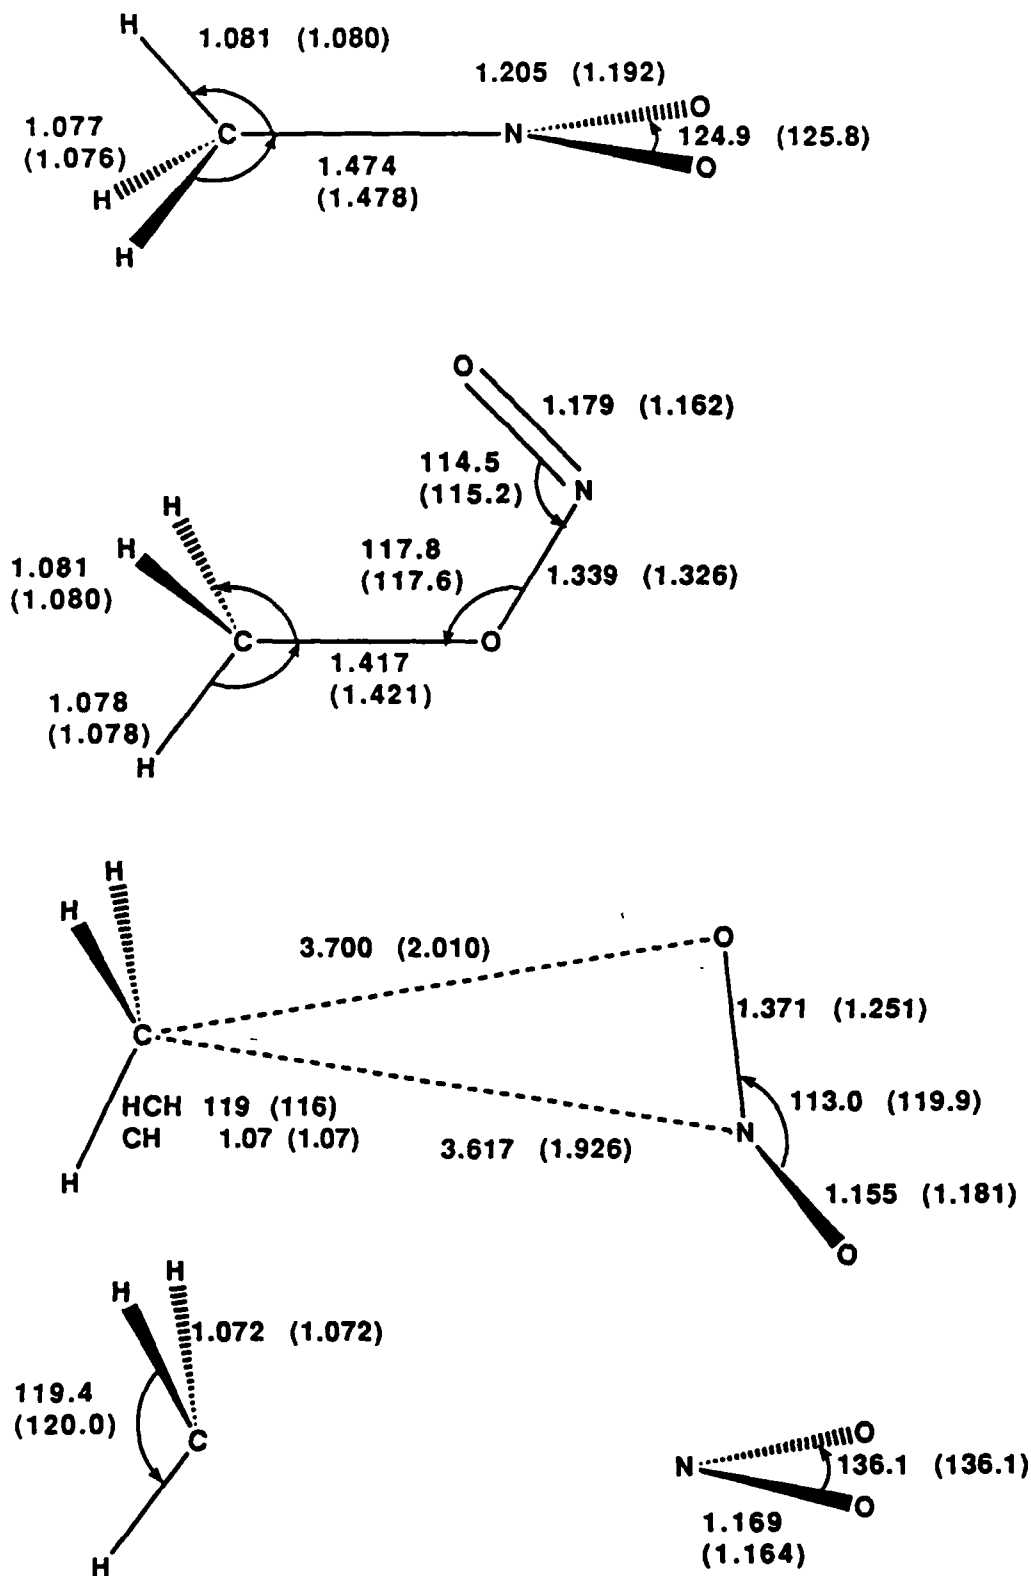 H
1.081 (1.080)
1.205 (1.192)
O
1.077
(1.076)
C
N
124.9 (125.8)
1.474
(1.478)
O
H
H
O
1.179 (1.162)
114.5
(115.2)
N
H
H
117.8
(117.6)
1.339 (1.326)
1.081
(1.080)
C
O
1.417
(1.421)
1.078
(1.078)
H
H
H
3.700 (2.010)
O
1.371 (1.251)
C
HCH 119 (116)
CH 1.07 (1.07)
113.0 (119.9)
N
3.617 (1.926)
H
1.155 (1.181)
O
H
H
1.072 (1.072)
119.4
(120.0)
C
O
N
136.1 (136.1)
O
1.169
(1.164)
H